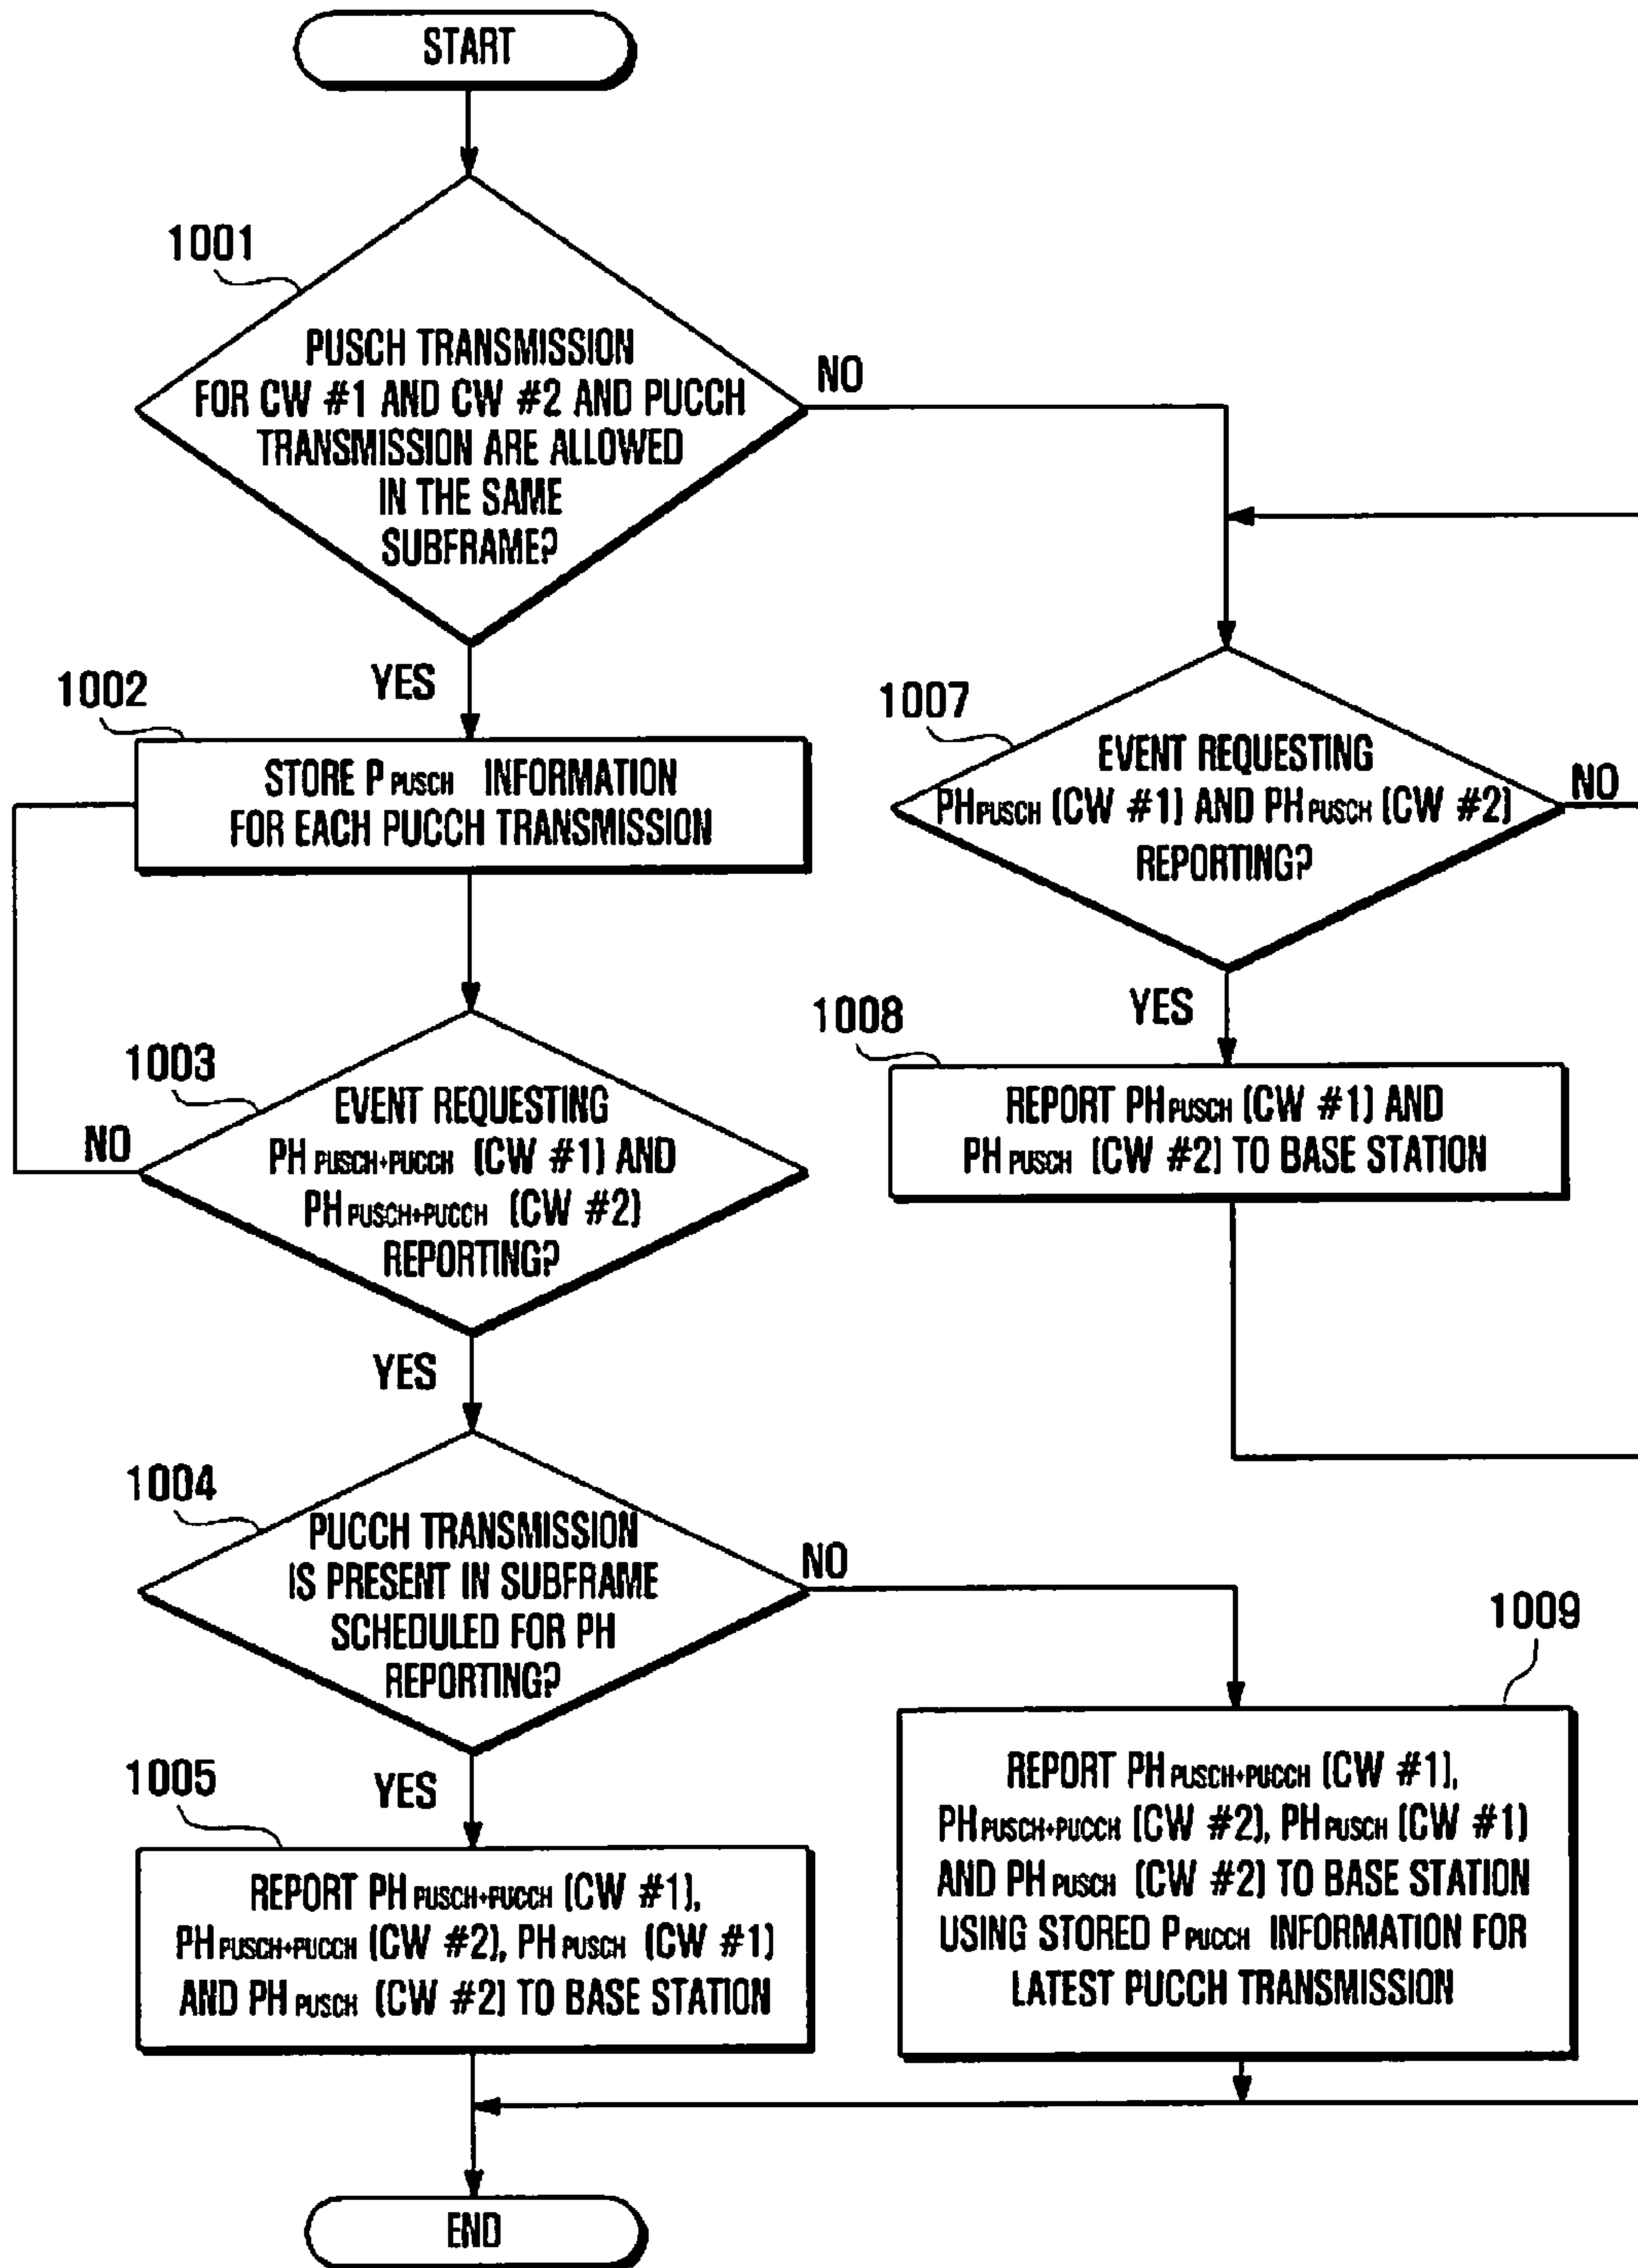 START
1001
PUSCH TRANSMISSION
FOR CW #1 AND CW #2 AND PUCCH
TRANSMISSION ARE ALLOWED
IN THE SAME
SUBFRAME?
NO
YES
1002
STORE P PUSCH INFORMATION
FOR EACH PUCCH TRANSMISSION
1003
EVENT REQUESTING
PH PUSCH+PUCCH (CW #1) AND
PH PUSCH+PUCCH (CW #2)
REPORTING?
NO
YES
1004
PUCCH TRANSMISSION
IS PRESENT IN SUBFRAME
SCHEDULED FOR PH
REPORTING?
NO
YES
1005
REPORT PH PUSCH+PUCCH (CW #1),
PH PUSCH+PUCCH (CW #2), PH PUSCH (CW #1)
AND PH PUSCH (CW #2) TO BASE STATION
1007
EVENT REQUESTING
PH PUSCH (CW #1) AND PH PUSCH (CW #2)
REPORTING?
NO
YES
1008
REPORT PH PUSCH (CW #1) AND
PH PUSCH (CW #2) TO BASE STATION
1009
REPORT PH PUSCH+PUCCH (CW #1),
PH PUSCH+PUCCH (CW #2), PH PUSCH (CW #1)
AND PH PUSCH (CW #2) TO BASE STATION
USING STORED P PUCCH INFORMATION FOR
LATEST PUCCH TRANSMISSION
END